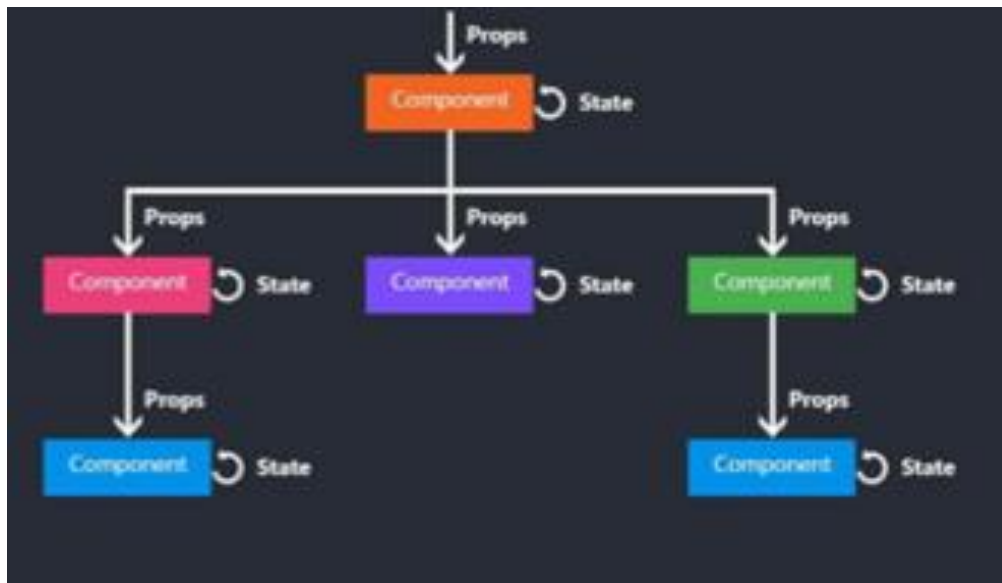 Props
Component State
Props Props Props
Component State Component State Component State
Props Props
Component State Component State